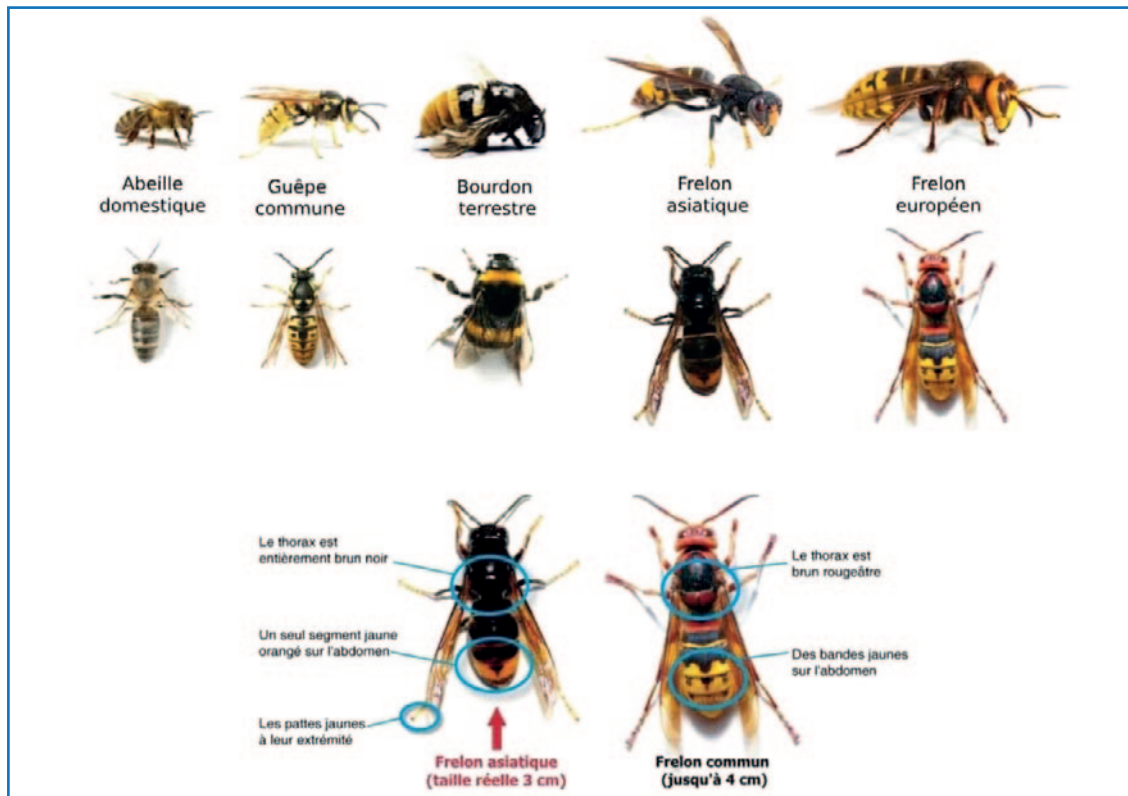 Abeille
domestique
Guêpe
commune
Bourdon
terrestre
Frelon
asiatique
Frelon
européen
Le thorax est
entièrement brun noir
Un seul segment jaune
orangé sur l'abdomen
Les pattes jaunes
à leur extrémité
Le thorax est
brun rougeâtre
Des bandes jaunes
sur l'abdomen
Frelon asiatique
(taille réelle 3 cm)
Frelon commun
(jusqu'à 4 cm)